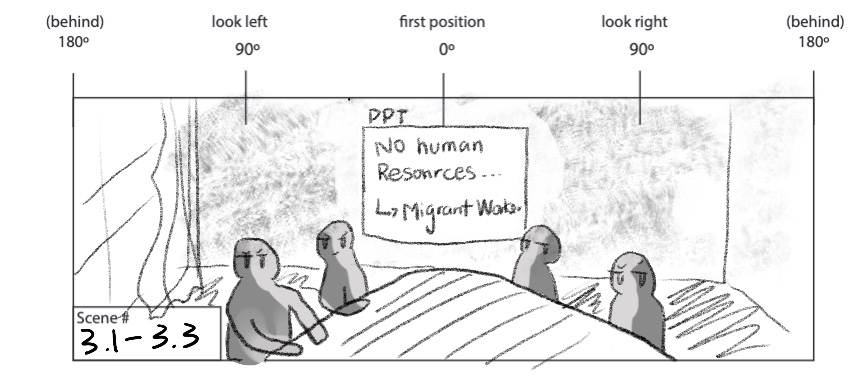 (behind) look left first position look right (behind)
180º 90º 0º 90º 180º
PPT
No human
Resources...
↳ Migrant Worker
Scene #
3.1-3.3